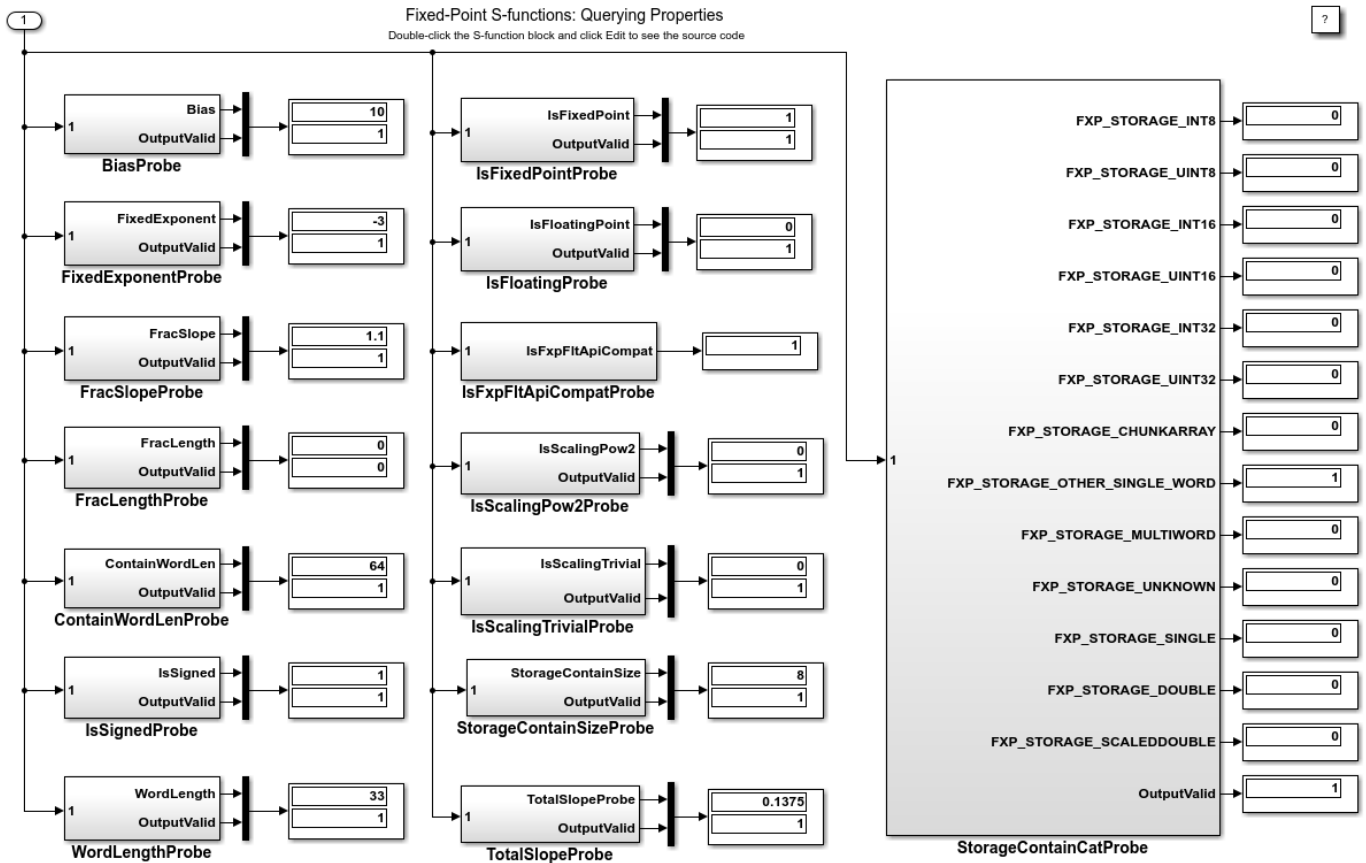 1
Fixed-Point S-functions: Querying Properties
?
Double-click the S-function block and click Edit to see the source code
1
Bias
OutputValid
10
1
BiasProbe
1
FixedExponent
OutputValid
-3
1
FixedExponentProbe
1
FracSlope
OutputValid
1.1
1
FracSlopeProbe
1
FracLength
OutputValid
0
0
FracLengthProbe
1
ContainWordLen
OutputValid
64
1
ContainWordLenProbe
1
IsSigned
OutputValid
1
1
IsSignedProbe
1
WordLength
OutputValid
33
1
WordLengthProbe
1
IsFixedPoint
OutputValid
1
1
IsFixedPointProbe
1
IsFloatingPoint
OutputValid
0
1
IsFloatingProbe
1
IsFxpFltApiCompat
1
IsFxpFltApiCompatProbe
1
IsScalingPow2
OutputValid
0
1
IsScalingPow2Probe
1
IsScalingTrivial
OutputValid
0
1
IsScalingTrivialProbe
1
StorageContainSize
OutputValid
8
1
StorageContainSizeProbe
1
TotalSlopeProbe
OutputValid
0.1375
1
TotalSlopeProbe
1
FXP_STORAGE_INT8
0
FXP_STORAGE_UINT8
0
FXP_STORAGE_INT16
0
FXP_STORAGE_UINT16
0
FXP_STORAGE_INT32
0
FXP_STORAGE_UINT32
0
FXP_STORAGE_CHUNKARRAY
0
FXP_STORAGE_OTHER_SINGLE_WORD
1
FXP_STORAGE_MULTIWORD
0
FXP_STORAGE_UNKNOWN
0
FXP_STORAGE_SINGLE
0
FXP_STORAGE_DOUBLE
0
FXP_STORAGE_SCALEDDOUBLE
0
OutputValid
1
StorageContainCatProbe